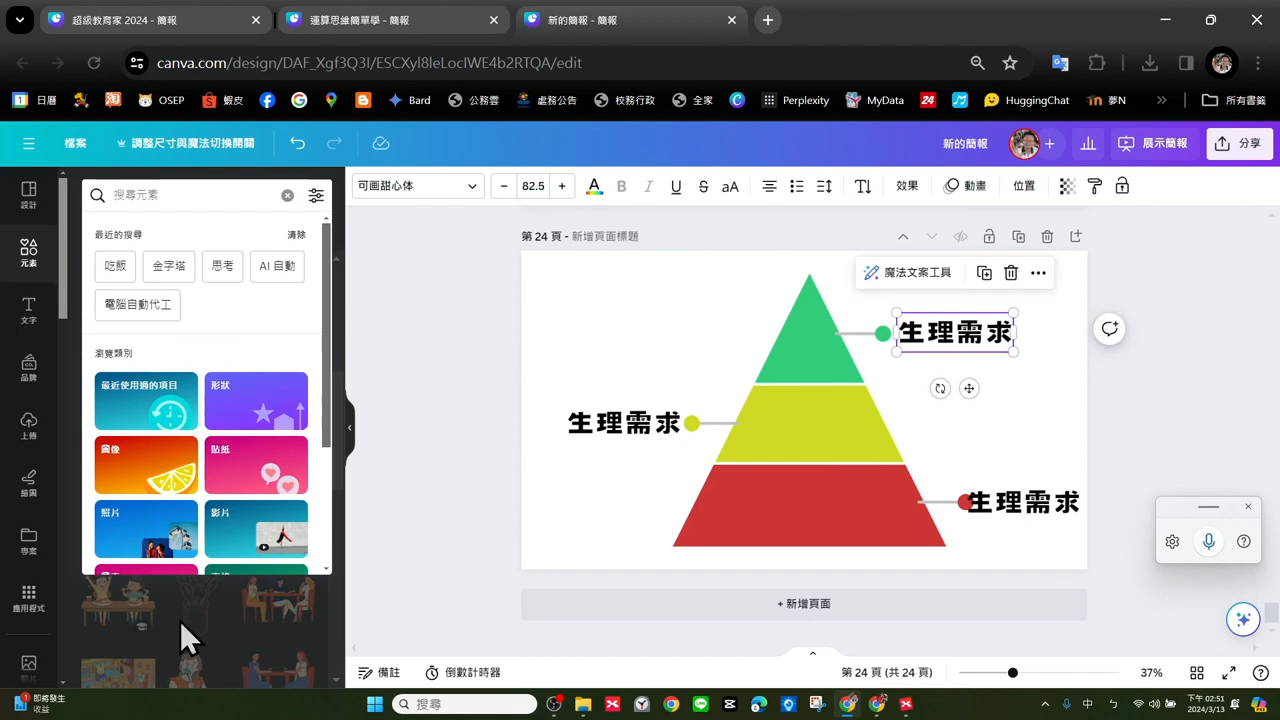 超級教育家 2024 - 簡報
運算思維簡單學 - 簡報
新的簡報 - 簡報
canva.com/design/DAF_Xgf3Q3I/ESCXyl8leLocIWE4b2RTQA/edit
日曆
淘
OSEP
蝦皮
Bard
公務雲
處務公告
校務行政
全家
Perplexity
24
MyData
HuggingChat
夢N
所有書籤
檔案
調整尺寸與魔法切換開關
新的簡報
展示簡報
分享
設計
元素
文字
品牌
上傳
繪圖
專案
應用程式
照片
搜尋元素
最近的搜尋
清除
吃飯
金字塔
思考
AI 自動
電腦自動代工
瀏覽類別
最近使用過的項目
形狀
圖像
貼紙
照片
影片
可画甜心体
82.5
A
B
I
U
S
aA
效果
動畫
位置
第 24 頁 - 新增頁面標題
魔法文案工具
生理需求
生理需求
生理需求
+ 新增頁面
備註
倒數計時器
第 24 頁 (共 24 頁)
37%
即將發生
收益
搜尋
中
下午 02:51
2024/3/13